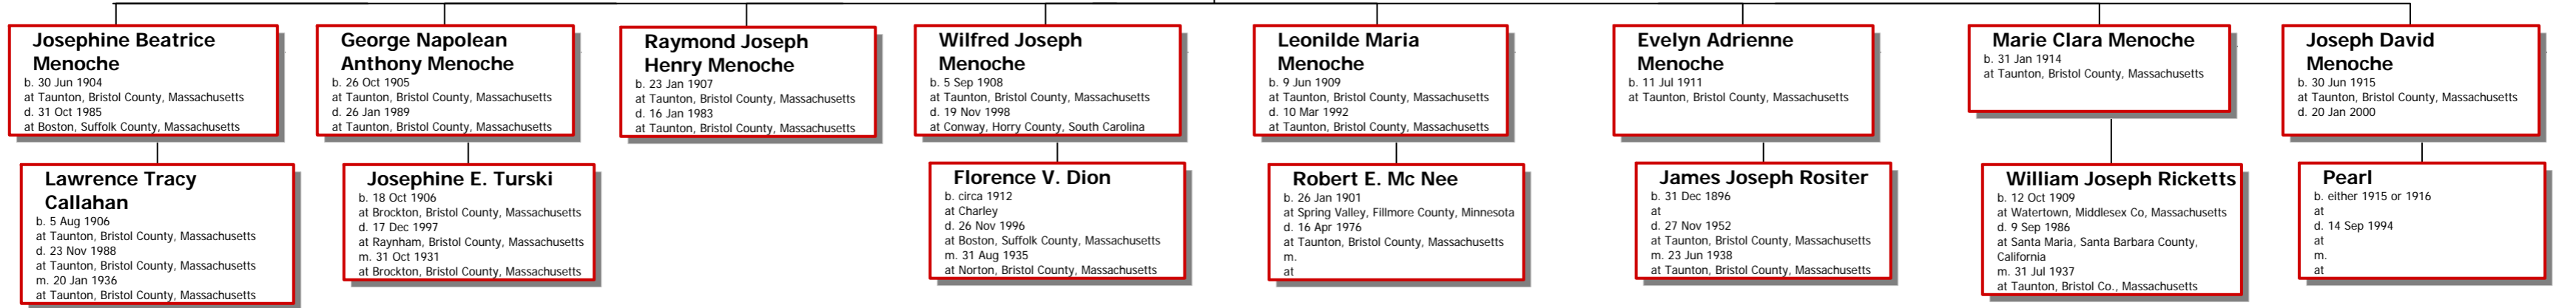 Josephine Beatrice
Menoche
b. 30 Jun 1904
at Taunton, Bristol County, Massachusetts
d. 31 Oct 1985
at Boston, Suffolk County, Massachusetts
George Napolean
Anthony Menoche
b. 26 Oct 1905
at Taunton, Bristol County, Massachusetts
d. 26 Jan 1989
at Taunton, Bristol County, Massachusetts
Raymond Joseph
Henry Menoche
b. 23 Jan 1907
at Taunton, Bristol County, Massachusetts
d. 16 Jan 1983
at Taunton, Bristol County, Massachusetts
Wilfred Joseph
Menoche
b. 5 Sep 1908
at Taunton, Bristol County, Massachusetts
d. 19 Nov 1998
at Conway, Horry County, South Carolina
Leonilde Maria
Menoche
b. 9 Jun 1909
at Taunton, Bristol County, Massachusetts
d. 10 Mar 1992
at Taunton, Bristol County, Massachusetts
Evelyn Adrienne
Menoche
b. 11 Jul 1911
at Taunton, Bristol County, Massachusetts
Marie Clara Menoche
b. 31 Jan 1914
at Taunton, Bristol County, Massachusetts
Joseph David
Menoche
b. 30 Jun 1915
at Taunton, Bristol County, Massachusetts
d. 20 Jan 2000
Lawrence Tracy
Callahan
b. 5 Aug 1906
at Taunton, Bristol County, Massachusetts
d. 23 Nov 1988
at Taunton, Bristol County, Massachusetts
m. 20 Jan 1936
at Taunton, Bristol County, Massachusetts
Josephine E. Turski
b. 18 Oct 1906
at Brockton, Bristol County, Massachusetts
d. 17 Dec 1997
at Raynham, Bristol County, Massachusetts
m. 31 Oct 1931
at Brockton, Bristol County, Massachusetts
Florence V. Dion
b. circa 1912
at Charley
d. 26 Nov 1996
at Boston, Suffolk County, Massachusetts
m. 31 Aug 1935
at Norton, Bristol County, Massachusetts
Robert E. Mc Nee
b. 26 Jan 1901
at Spring Valley, Fillmore County, Minnesota
d. 16 Apr 1976
at Taunton, Bristol County, Massachusetts
m.
at
James Joseph Rositer
b. 31 Dec 1896
at
d. 27 Nov 1952
at Taunton, Bristol County, Massachusetts
m. 23 Jun 1938
at Taunton, Bristol County, Massachusetts
William Joseph Ricketts
b. 12 Oct 1909
at Watertown, Middlesex Co, Massachusetts
d. 9 Sep 1986
at Santa Maria, Santa Barbara County,
California
m. 31 Jul 1937
at Taunton, Bristol Co., Massachusetts
Pearl
b. either 1915 or 1916
at
d. 14 Sep 1994
at
m.
at